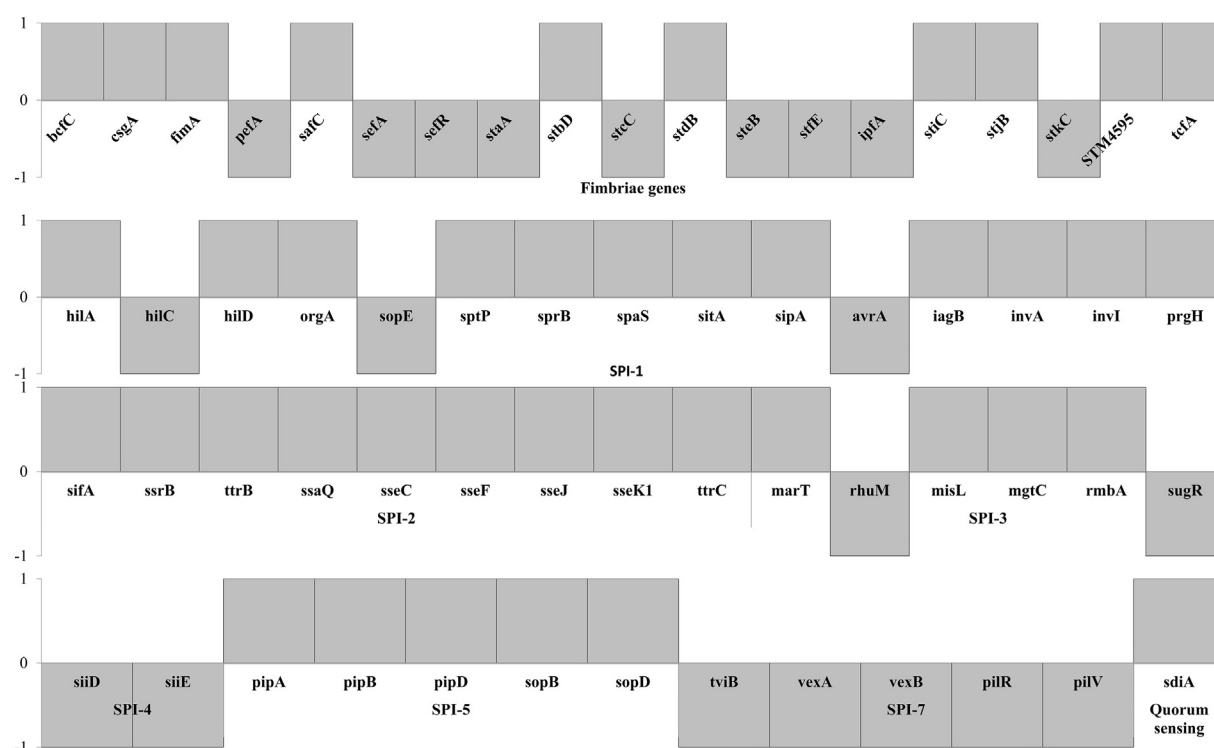 1
0
bcfC csgA fimA pefA safC sefA sefR staA stbD stcC stdB steB stfE ipfA stiC stjB stkC STM4595 tcfA
-1
Fimbriae genes
1
0
hilA hilC hilD orgA sopE sptP sprB spaS sitA sipA avrA iagB invA invI prgH
-1
SPI-1
1
0
sifA ssrB ttrB ssaQ sseC sseF sseJ sseK1 ttrC marT rhuM misL mgtC rmbA sugR
SPI-2 SPI-3
-1
1
0
siiD siiE pipA pipB pipD sopB sopD tviB vexA vexB pilR pilV sdiA
SPI-4 SPI-5 SPI-7 Quorum
sensing
-1